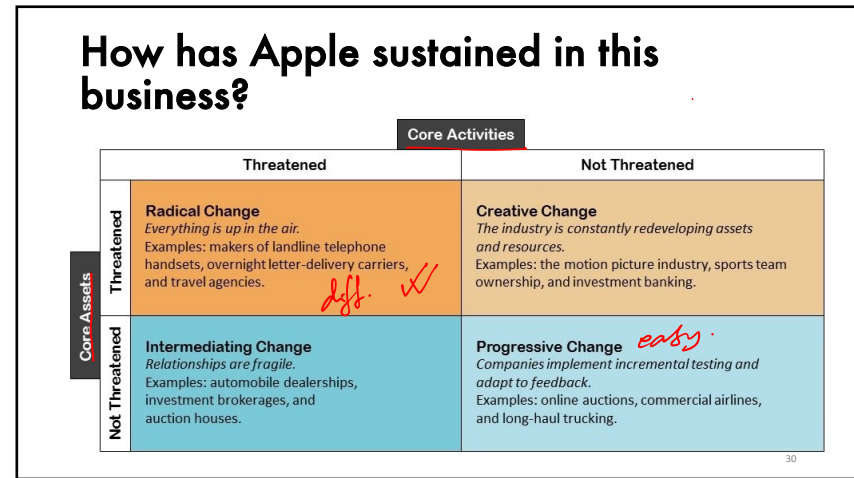 How has Apple sustained in this
business?
Core Activities
Threatened
Not Threatened
Core Assets
Threatened
Radical Change
Everything is up in the air.
Examples: makers of landline telephone
handsets, overnight letter-delivery carriers,
and travel agencies.
diff.
Creative Change
The industry is constantly redeveloping assets
and resources.
Examples: the motion picture industry, sports team
ownership, and investment banking.
Not Threatened
Intermediating Change
Relationships are fragile.
Examples: automobile dealerships,
investment brokerages, and
auction houses.
Progressive Change easy.
Companies implement incremental testing and
adapt to feedback.
Examples: online auctions, commercial airlines,
and long-haul trucking.
30